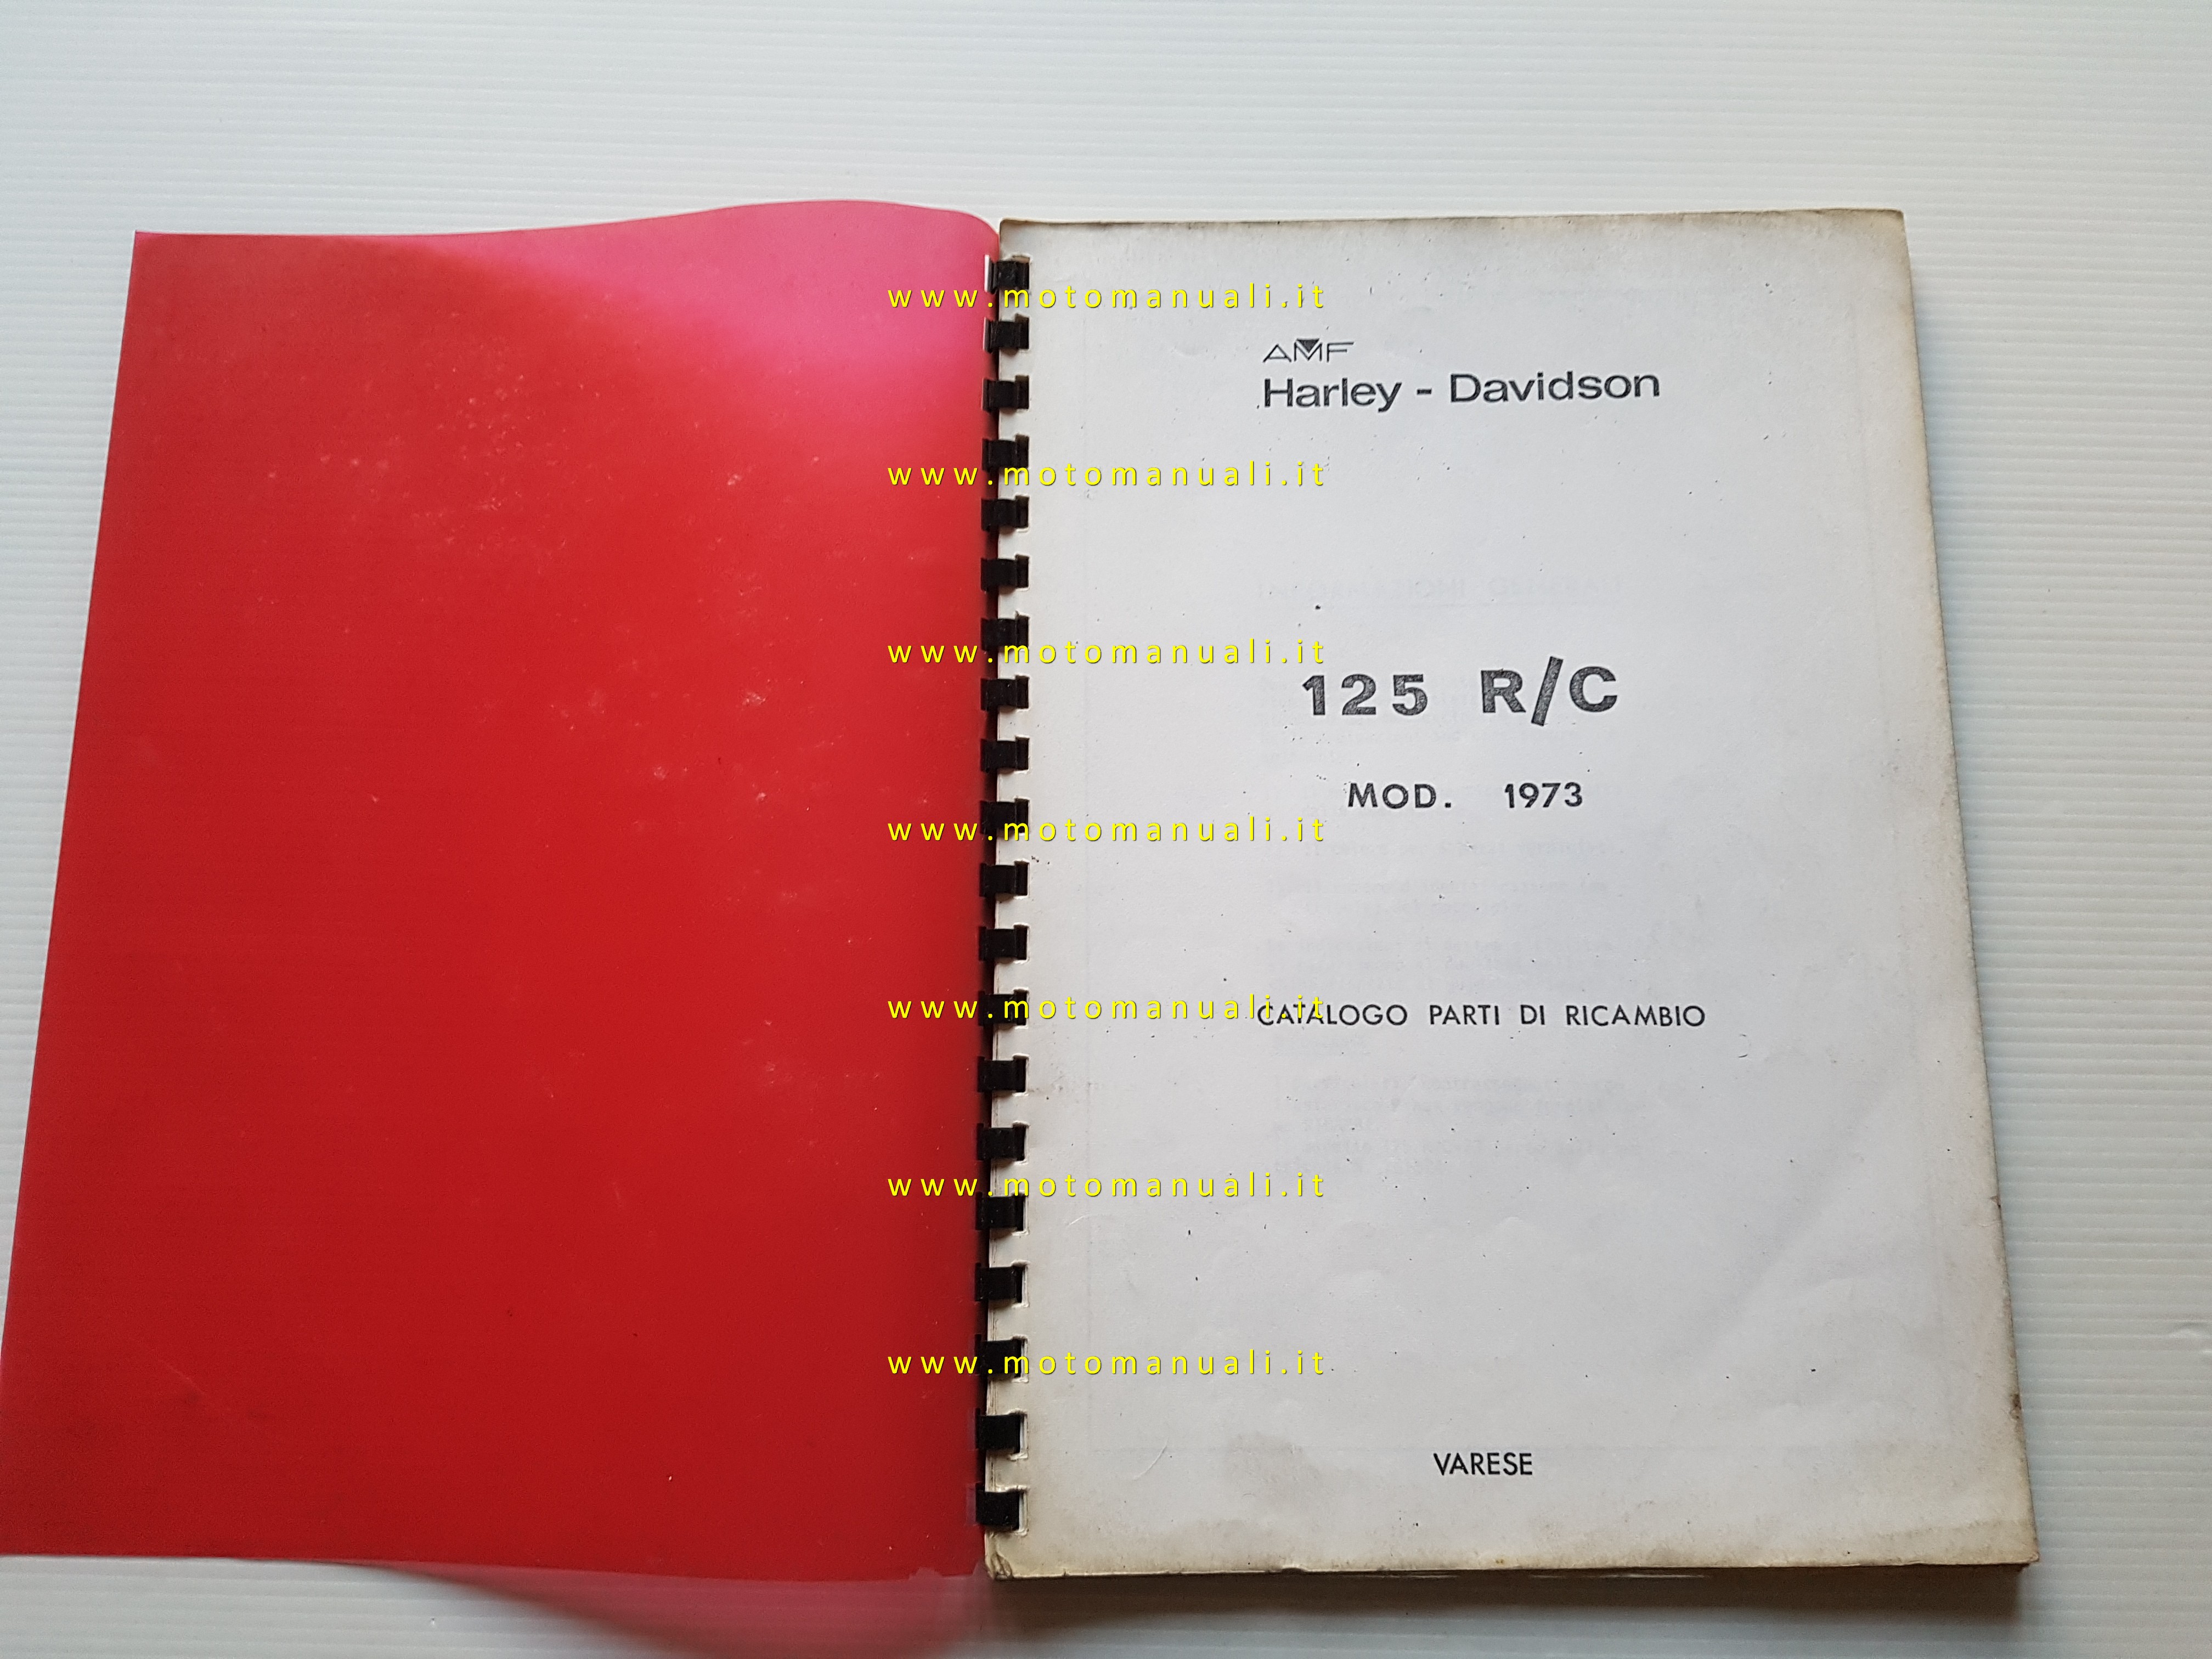 www.motomanuali.it
AMF
Harley - Davidson
www.motomanuali.it
www.motomanuali.it
125 R/C
MOD. 1973
www.motomanuali.it
www.motomanuali.it
CATALOGO PARTI DI RICAMBIO
www.motomanuali.it
www.motomanuali.it
VARESE